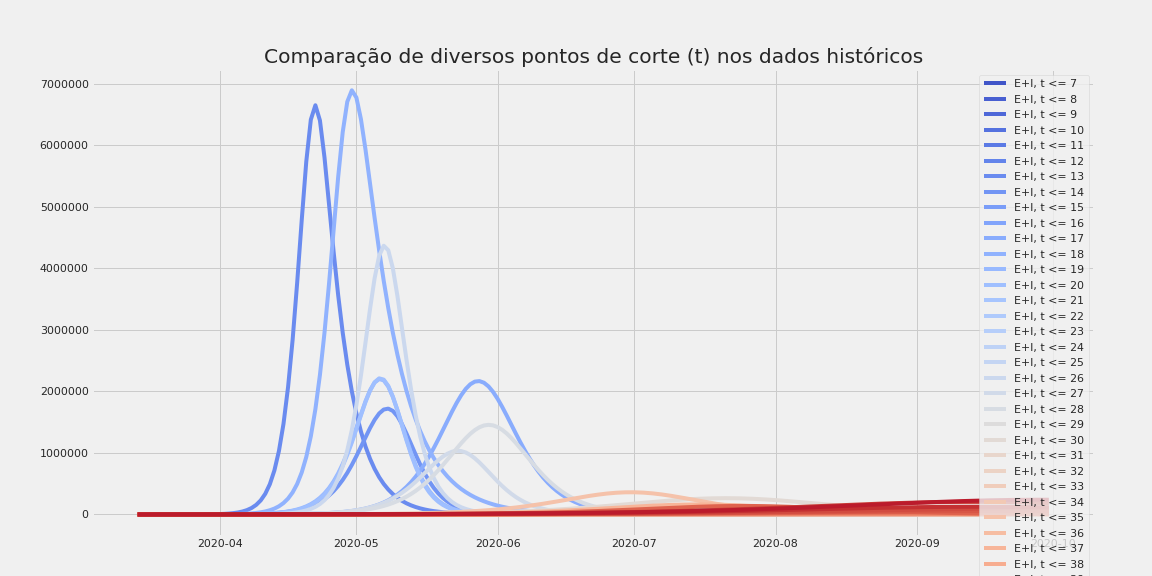 Comparação de diversos pontos de corte (t) nos dados históricos
7000000
6000000
5000000
4000000
3000000
2000000
1000000
0
2020-04
2020-05
2020-06
2020-07
2020-08
2020-09
2020-10
E+I, t <= 7
E+I, t <= 8
E+I, t <= 9
E+I, t <= 10
E+I, t <= 11
E+I, t <= 12
E+I, t <= 13
E+I, t <= 14
E+I, t <= 15
E+I, t <= 16
E+I, t <= 17
E+I, t <= 18
E+I, t <= 19
E+I, t <= 20
E+I, t <= 21
E+I, t <= 22
E+I, t <= 23
E+I, t <= 24
E+I, t <= 25
E+I, t <= 26
E+I, t <= 27
E+I, t <= 28
E+I, t <= 29
E+I, t <= 30
E+I, t <= 31
E+I, t <= 32
E+I, t <= 33
E+I, t <= 34
E+I, t <= 35
E+I, t <= 36
E+I, t <= 37
E+I, t <= 38